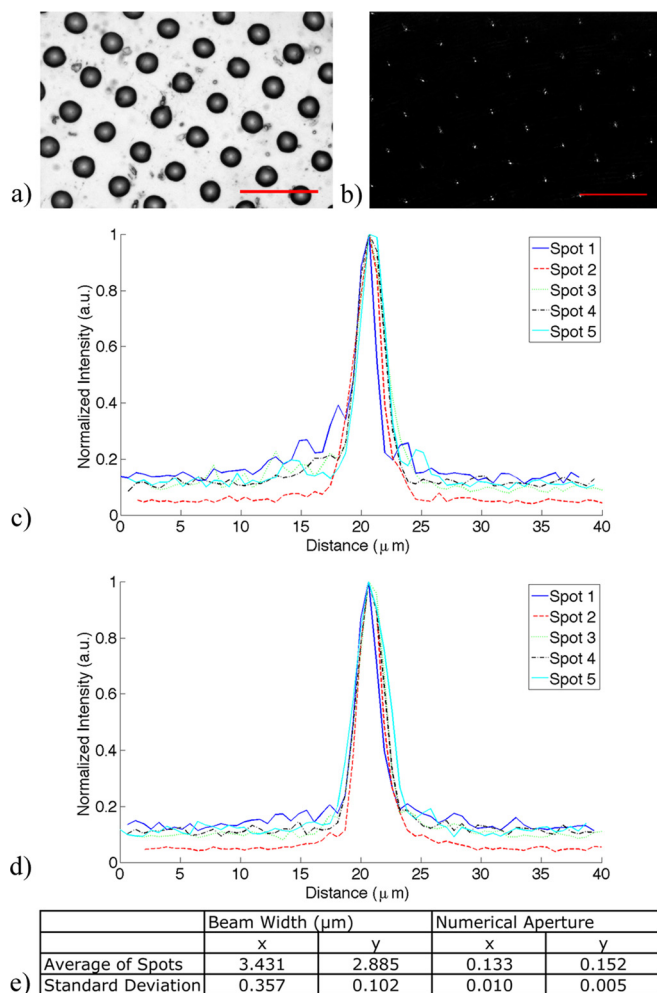 a)
b)
Normalized Intensity (a.u.)
1
0.8
0.6
0.4
0.2
0
0 5 10 15 20 25 30 35 40
Distance (μm)
Spot 1
Spot 2
Spot 3
Spot 4
Spot 5
c)
Normalized Intensity (a.u.)
1
0.8
0.6
0.4
0.2
0
0 5 10 15 20 25 30 35 40
Distance (μm)
Spot 1
Spot 2
Spot 3
Spot 4
Spot 5
d)
Beam Width (μm) Numerical Aperture
x y x y
Average of Spots 3.431 2.885 0.133 0.152
Standard Deviation 0.357 0.102 0.010 0.005
e)